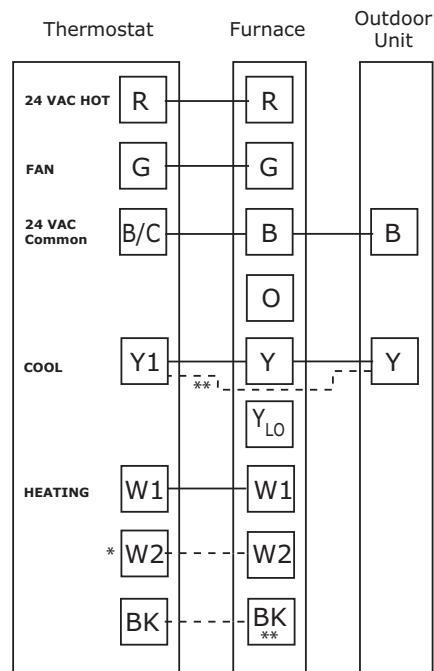 Thermostat Furnace Outdoor Unit
24 VAC HOT R R
FAN G G
24 VAC Common B/C B B
O
COOL Y1 Y Y
**
YLO
HEATING W1 W1
* W2 W2
BK BK
**